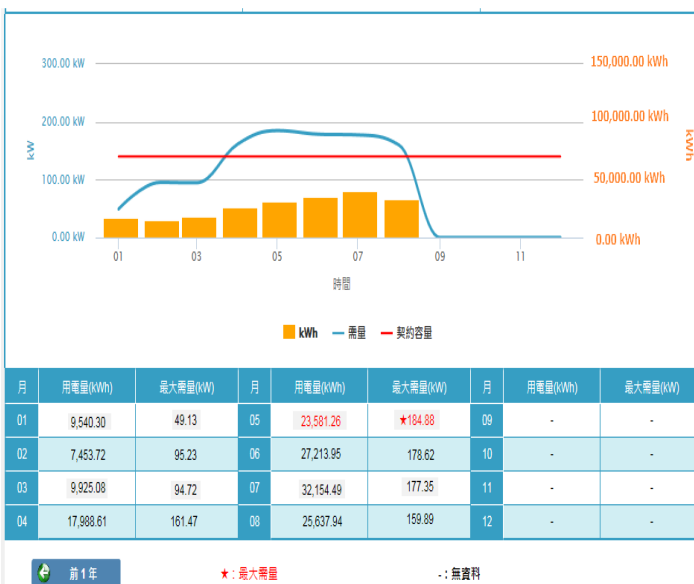 300.00 kW
200.00 kW
100.00 kW
0.00 kW
kW
150,000.00 kWh
100,000.00 kWh
50,000.00 kWh
0.00 kWh
kWh
01 03 05 07 09 11
時間
kWh 需量 契約容量
月 用電量(kWh) 最大需量(kW) 月 用電量(kWh) 最大需量(kW) 月 用電量(kWh) 最大需量(kW)
01 9,540.30 49.13 05 23,581.26 ★184.88 09 - -
02 7,453.72 95.23 06 27,213.95 178.62 10 - -
03 9,925.08 94.72 07 32,154.49 177.35 11 - -
04 17,988.61 161.47 08 25,637.94 159.89 12 - -
前1年 ★：最大需量 -：無資料